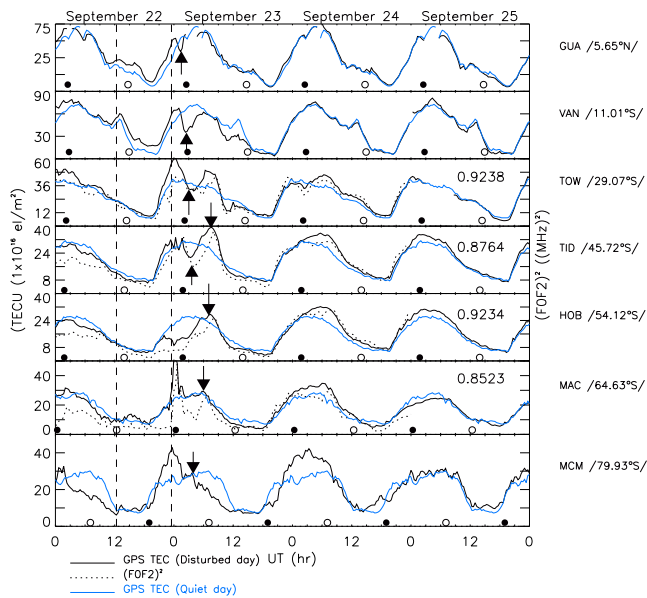 September 22 September 23 September 24 September 25
75
50
25
GUA /5.65°N/
90
30
VAN /11.01°S/
60
36
12
0.9238
TOW /29.07°S/
40
24
8
0.8764
TID /45.72°S/
40
24
8
0.9234
HOB /54.12°S/
40
20
0
0.8523
MAC /64.63°S/
40
20
0
MCM /79.93°S/
(TECU (1x10¹⁶ el/m²)
(F0F2)² ((MHz)²)
0 12 0 12 0 12 0 12 0
UT (hr)
GPS TEC (Disturbed day)
(F0F2)²
GPS TEC (Quiet day)